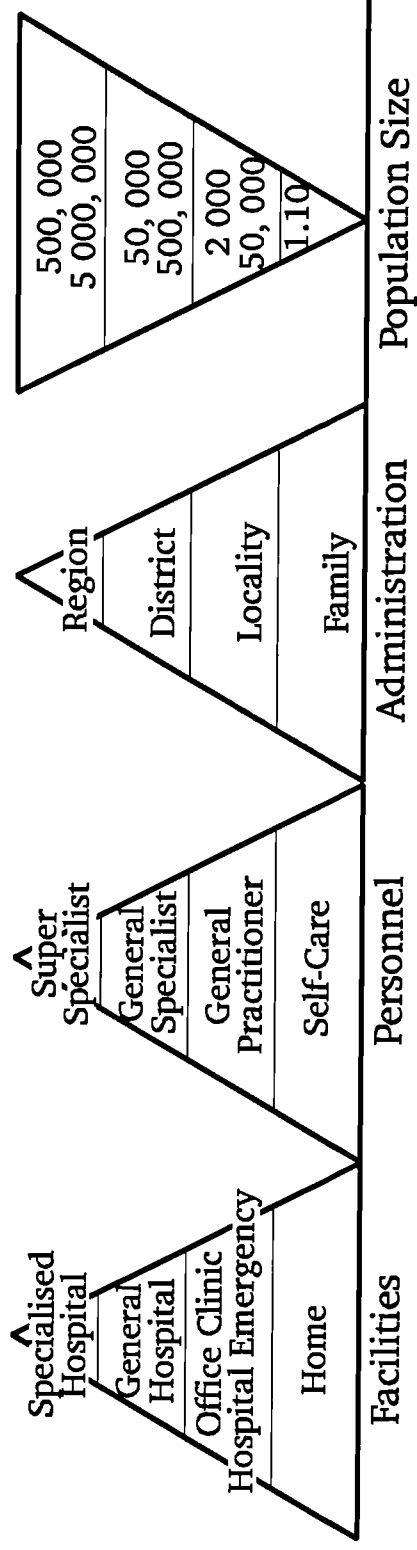 Specialised
Hospital
General
Hospital
Office Clinic
Hospital Emergency
Home
Facilities
Super
Specialist
General
Specialist
General
Practitioner
Self-Care
Personnel
Region
District
Locality
Family
Administration
500, 000
5 000, 000
50, 000
500, 000
2 000
50, 000
1.10
Population Size